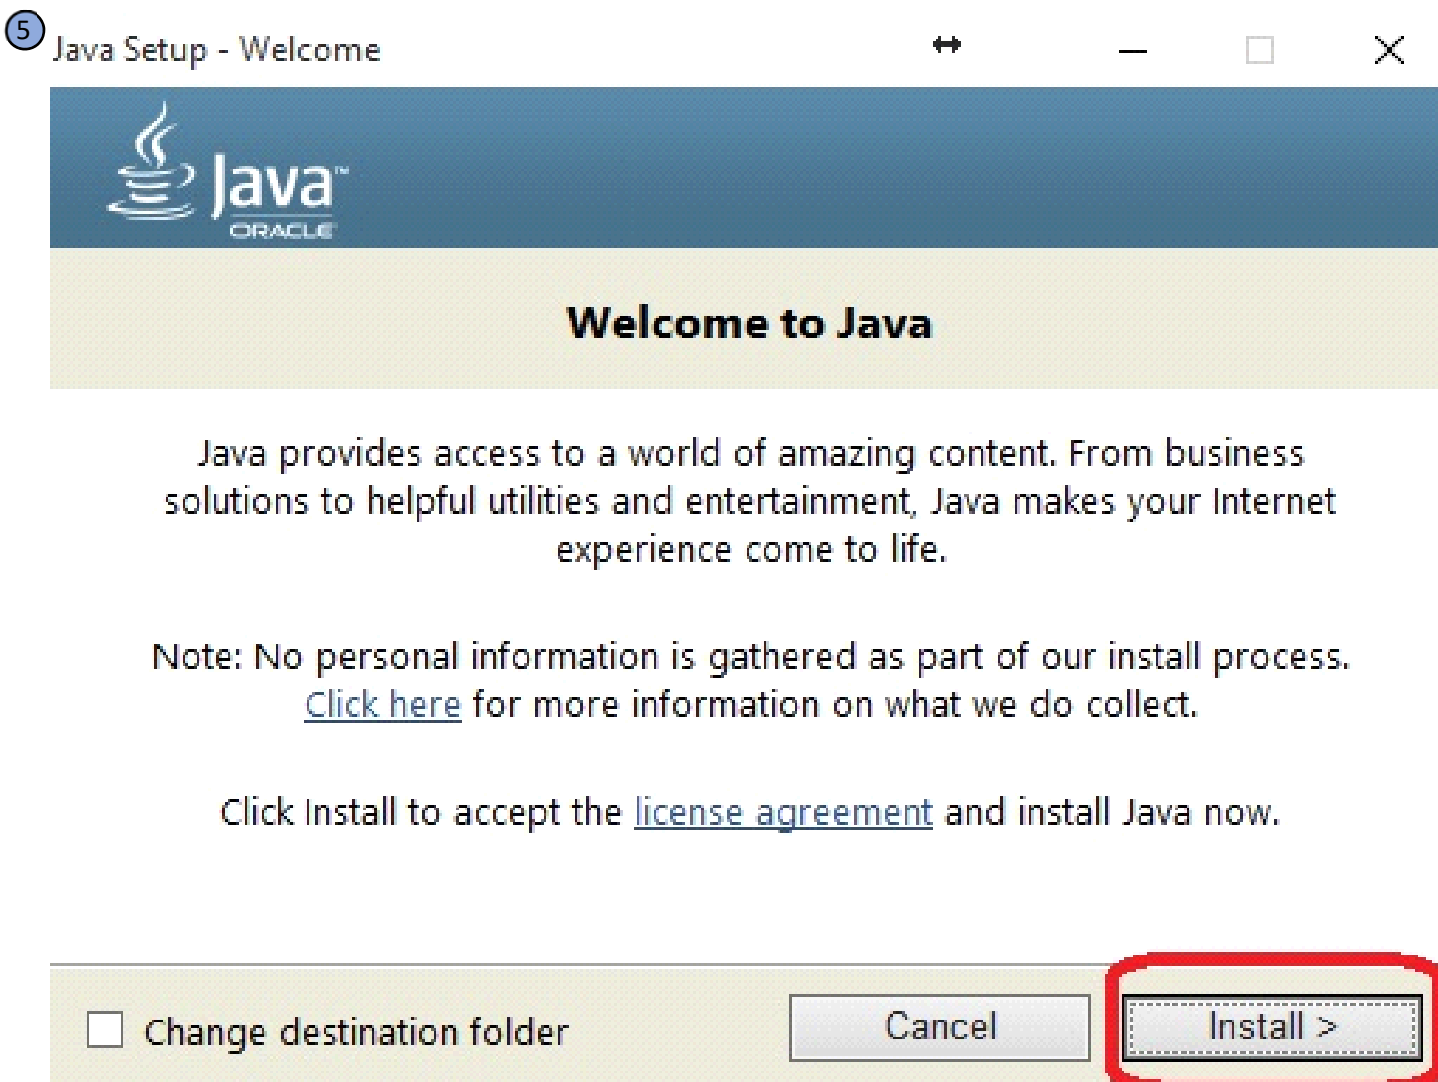 5
Java Setup - Welcome
Java™
ORACLE
Welcome to Java
Java provides access to a world of amazing content. From business
solutions to helpful utilities and entertainment, Java makes your Internet
experience come to life.
Note: No personal information is gathered as part of our install process.
Click here for more information on what we do collect.
Click Install to accept the license agreement and install Java now.
Change destination folder
Cancel
Install >